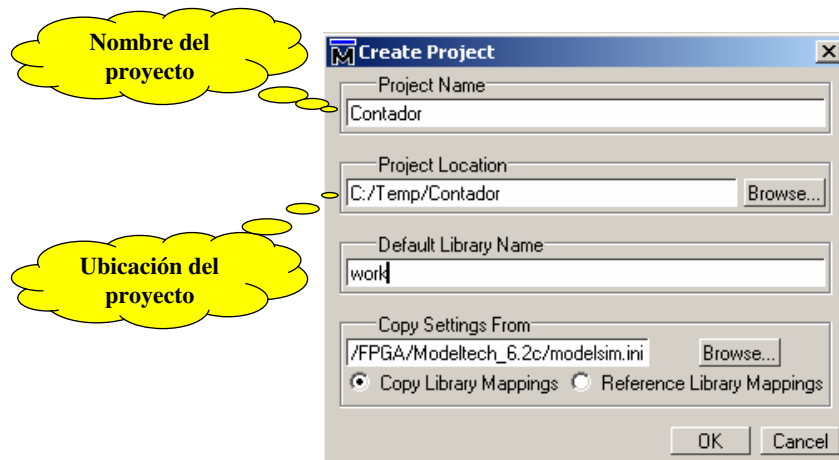 Nombre del
proyecto
Create Project
Project Name
Contador
Project Location
C:/Temp/Contador
Browse...
Ubicación del
proyecto
Default Library Name
work
Copy Settings From
/FPGA/Modeltech_6.2c/modelsim.ini
Browse...
Copy Library Mappings
Reference Library Mappings
OK
Cancel